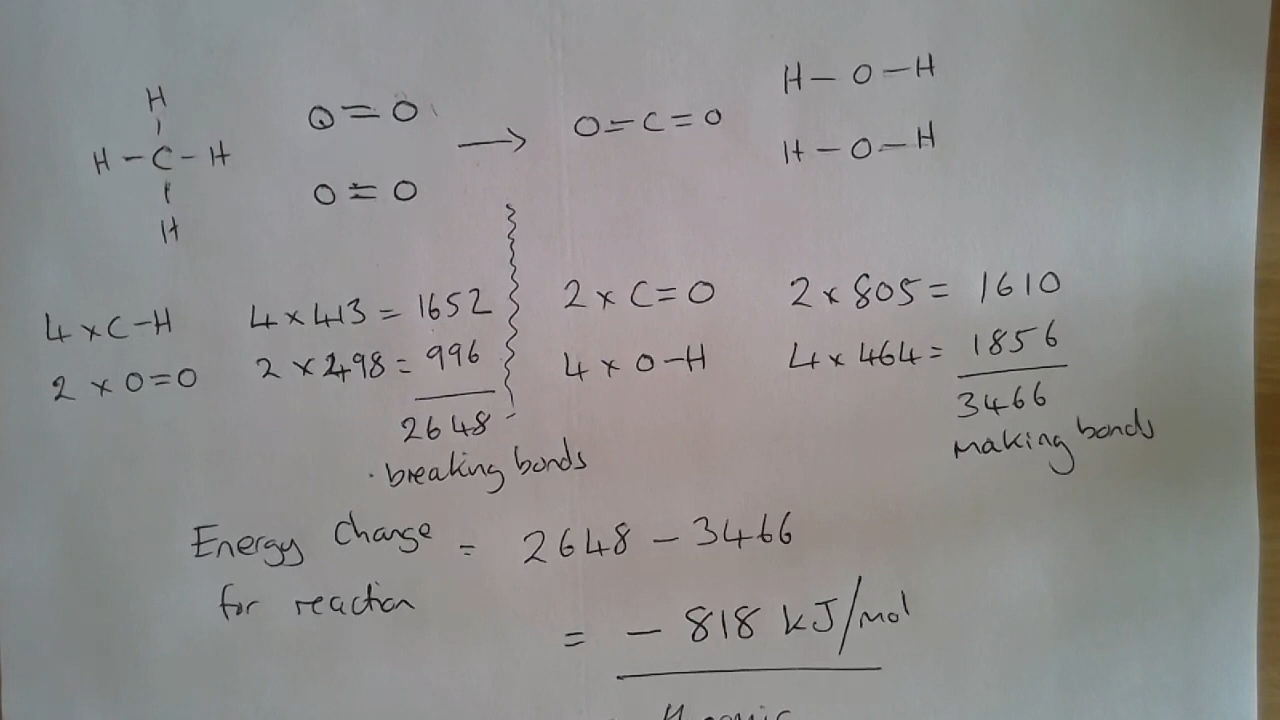 H
H - C - H
H
O = O
O = O
→
O = C = O
H - O - H
H - O - H
4 x C - H 4 x 413 = 1652
2 x O = O 2 x 498 = 996
2648
breaking bonds
2 x C = O 2 x 805 = 1610
4 x O - H 4 x 464 = 1856
3466
Making bonds
Energy Change = 2648 - 3466
for reaction
= - 818 kJ/mol